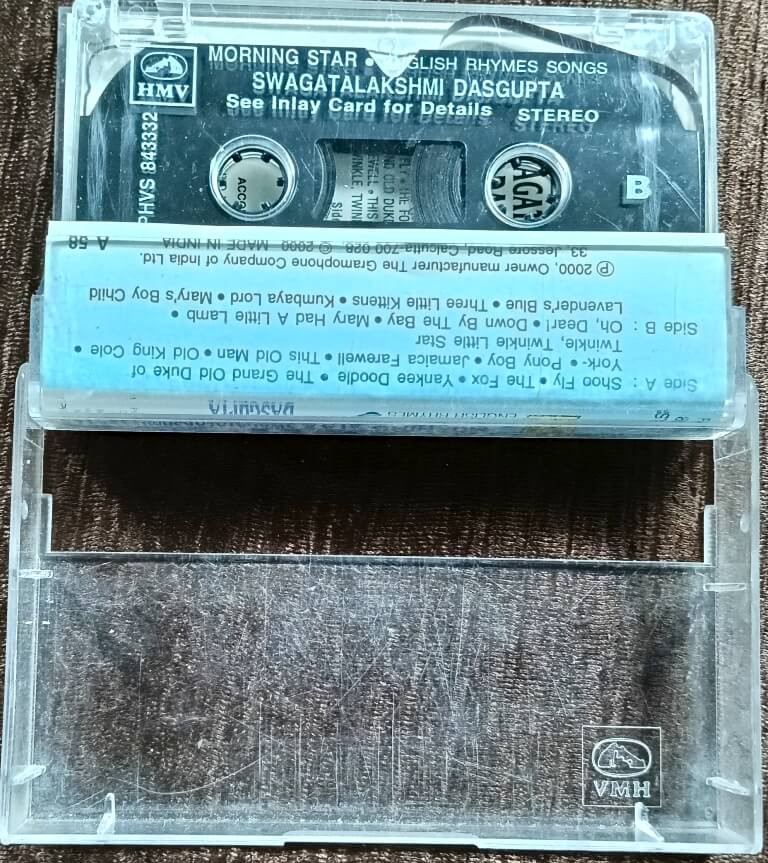 HMV
MORNING STAR • ENGLISH RHYMES SONGS
SWAGATALAKSHMI DASGUPTA
See Inlay Card for Details STEREO
PHVS 843332
B
ENGLISH RHYMES
DASGUPTA
Side A : Shoo Fly • The Fox • Yankee Doodle • The Grand Old Duke of
York- • Pony Boy • Jamaica Farewell • This Old Man • Old King Cole •
Twinkle, Twinkle Little Star
Side B : Oh, Dear! • Down By The Bay • Mary Had A Little Lamb •
Lavender's Blue • Three Little Kittens • Kumbaya Lord • Mary's Boy Child
℗ 2000, Owner manufacturer The Gramophone Company of India Ltd.
33, Jessore Road, Calcutta-700 028. © 2000 MADE IN INDIA A-58
HMV